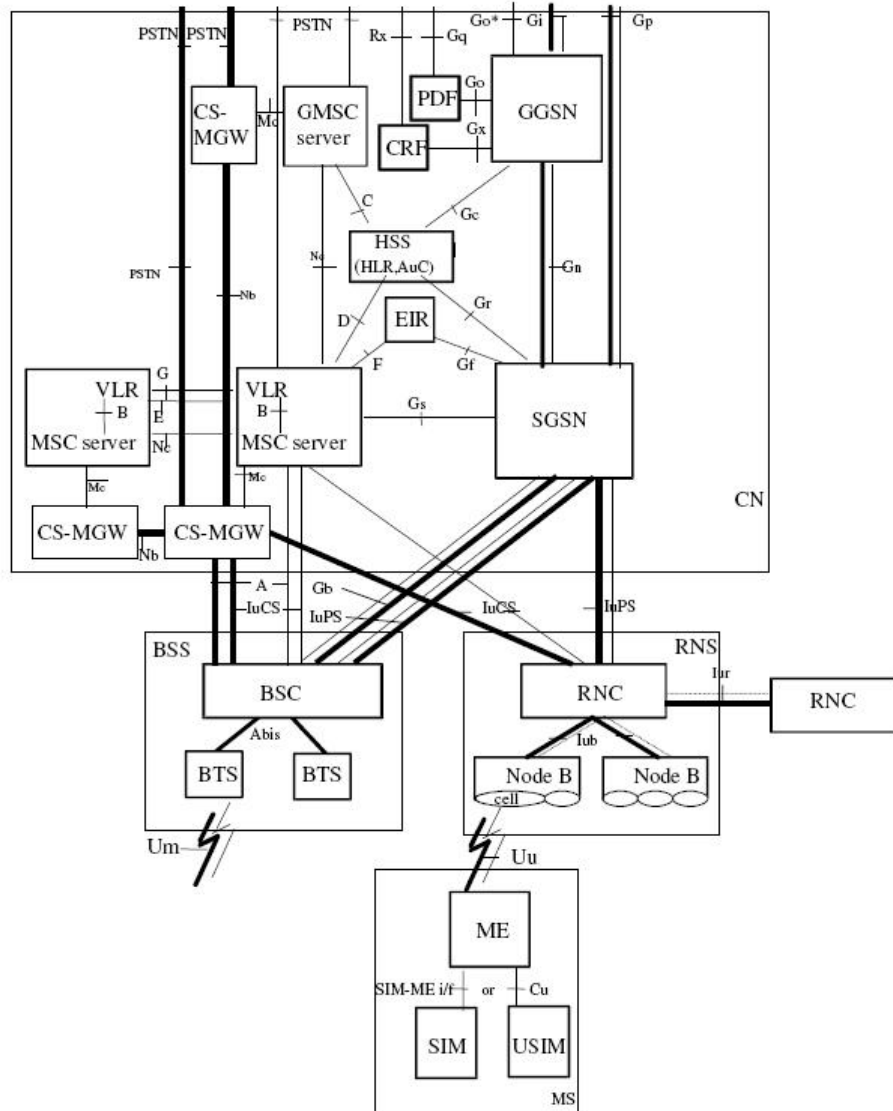 PSTN PSTN PSTN Rx Gq Go* Gi Gp
CS-
MGW
Mc
GMSC
server
PDF
Go
GGSN
CRF
Gx
C
Gc
HSS
(HLR,AuC)
PSTN
Nb
Nc
Gn
D
EIR
Gr
F
Gf
VLR
B
MSC server
G
E
Nc
VLR
B
MSC server
Gs
SGSN
Mc
Mc
CN
CS-MGW
Nb
CS-MGW
A
Gb
IuCS
IuPS
IuCS
IuPS
BSS
RNS
BSC
RNC
Iur
RNC
Abis
Iub
BTS
BTS
Node B
cell
Node B
Um
Uu
ME
SIM-ME i/f or Cu
SIM
USIM
MS